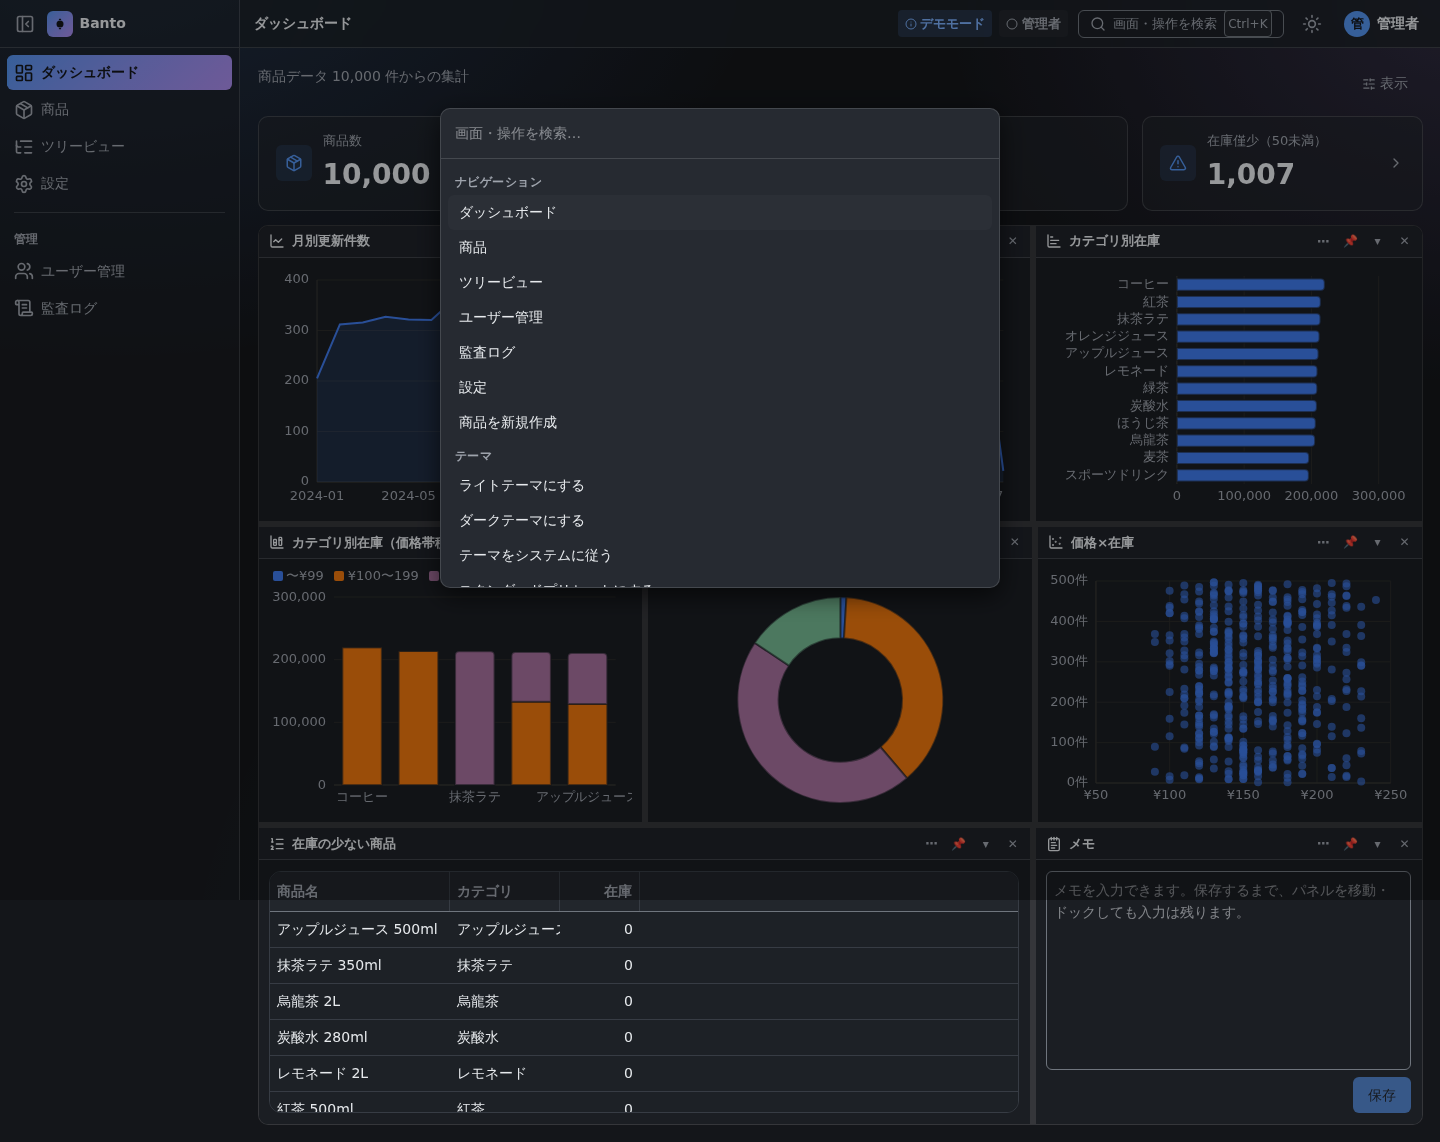 Banto
ダッシュボード
デモモード
管理者
画面・操作を検索
Ctrl+K
管
管理者
ダッシュボード
商品
ツリービュー
設定
管理
ユーザー管理
監査ログ
商品データ 10,000 件からの集計
表示
商品数
10,000
在庫僅少（50未満）
1,007
画面・操作を検索…
ナビゲーション
ダッシュボード
商品
ツリービュー
ユーザー管理
監査ログ
設定
商品を新規作成
テーマ
ライトテーマにする
ダークテーマにする
テーマをシステムに従う
月別更新件数
400
300
200
100
0
2024-01
2024-05
カテゴリ別在庫
コーヒー
紅茶
抹茶ラテ
オレンジジュース
アップルジュース
レモネード
緑茶
炭酸水
ほうじ茶
烏龍茶
麦茶
スポーツドリンク
0
100,000
200,000
300,000
カテゴリ別在庫（価格帯
〜¥99
¥100〜199
300,000
200,000
100,000
0
コーヒー
抹茶ラテ
アップルジュース
価格×在庫
500件
400件
300件
200件
100件
0件
¥50
¥100
¥150
¥200
¥250
在庫の少ない商品
商品名 カテゴリ 在庫
アップルジュース 500ml アップルジュース 0
抹茶ラテ 350ml 抹茶ラテ 0
烏龍茶 2L 烏龍茶 0
炭酸水 280ml 炭酸水 0
レモネード 2L レモネード 0
紅茶 500ml 紅茶 0
メモ
メモを入力できます。保存するまで、パネルを移動・
ドックしても入力は残ります。
保存